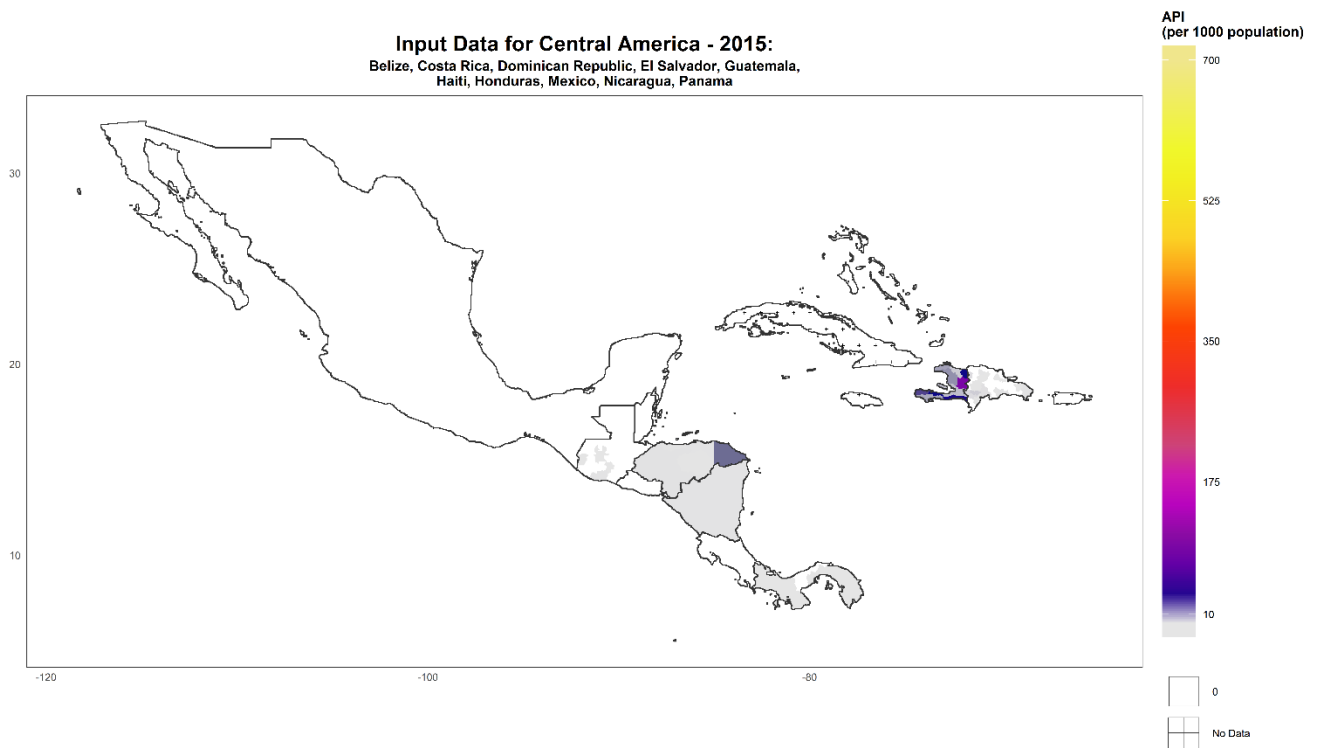 Input Data for Central America - 2015:
Belize, Costa Rica, Dominican Republic, El Salvador, Guatemala,
Haiti, Honduras, Mexico, Nicaragua, Panama
API
(per 1000 population)
700
525
350
175
10
0
No Data
30
20
10
-120
-100
-80